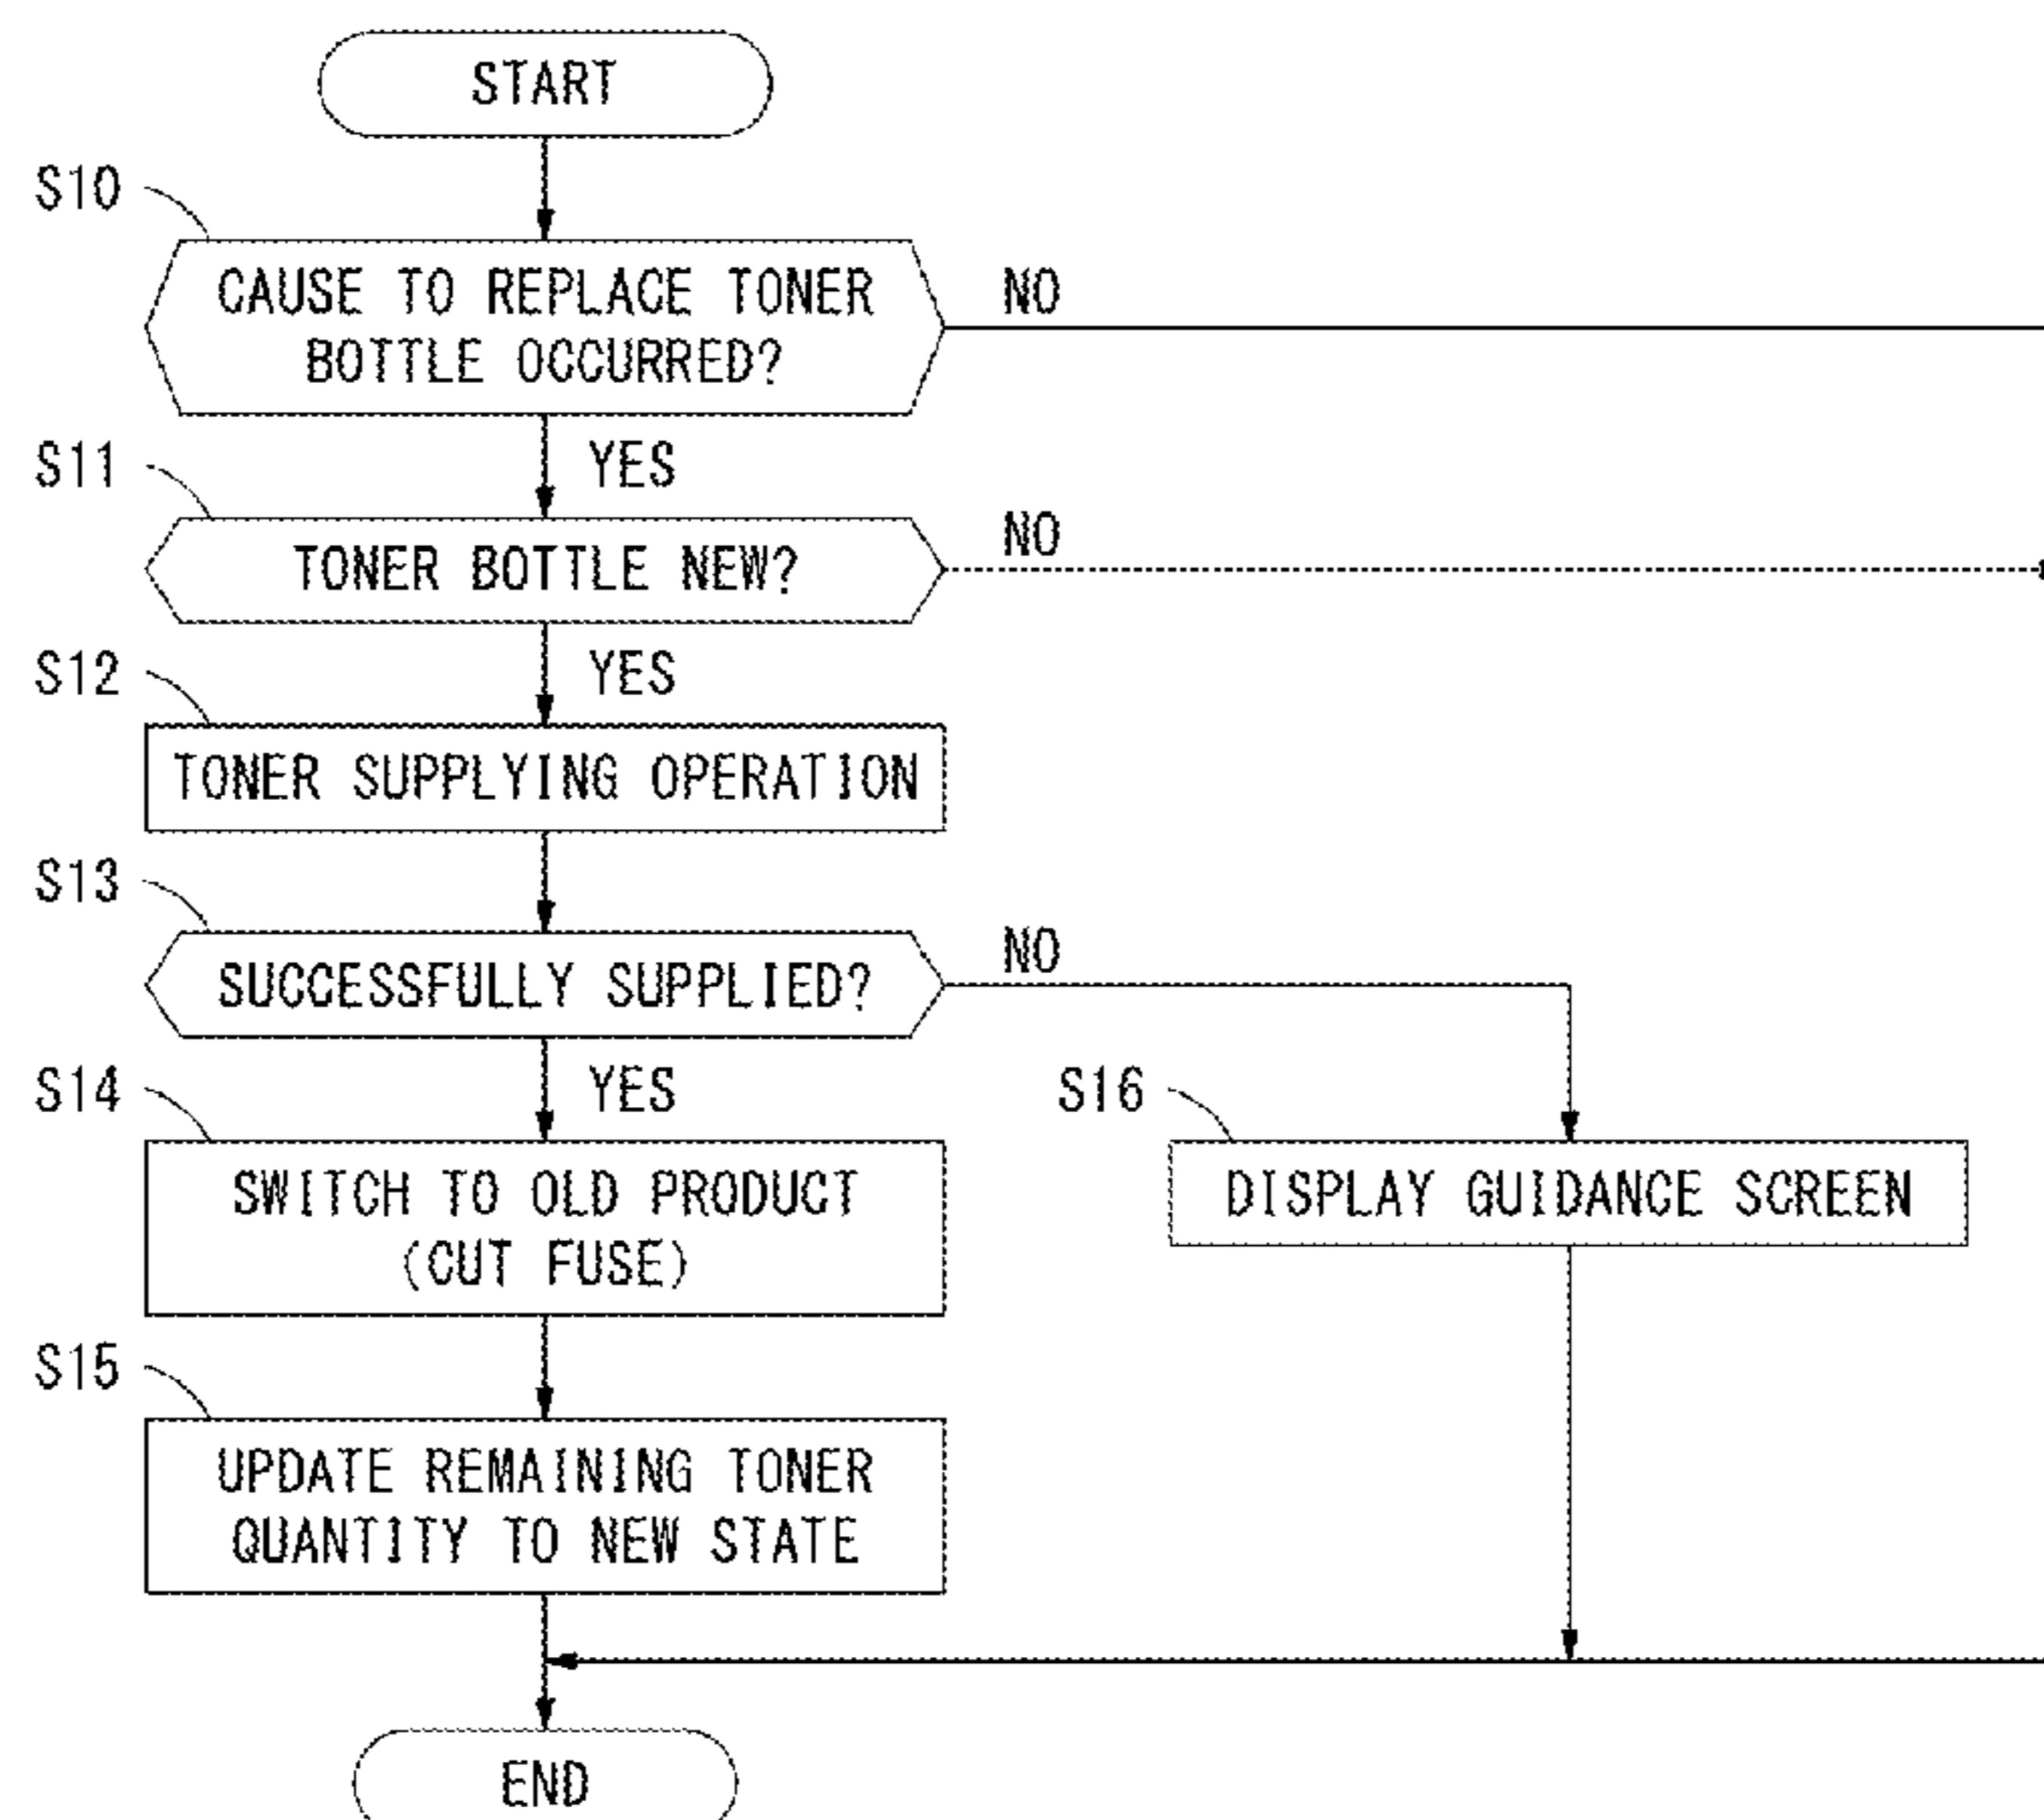 START
S10
CAUSE TO REPLACE TONER
BOTTLE OCCURRED?
NO
YES
S11
TONER BOTTLE NEW?
NO
YES
S12
TONER SUPPLYING OPERATION
S13
SUCCESSFULLY SUPPLIED?
NO
YES
S14
SWITCH TO OLD PRODUCT
(CUT FUSE)
S16
DISPLAY GUIDANCE SCREEN
S15
UPDATE REMAINING TONER
QUANTITY TO NEW STATE
END